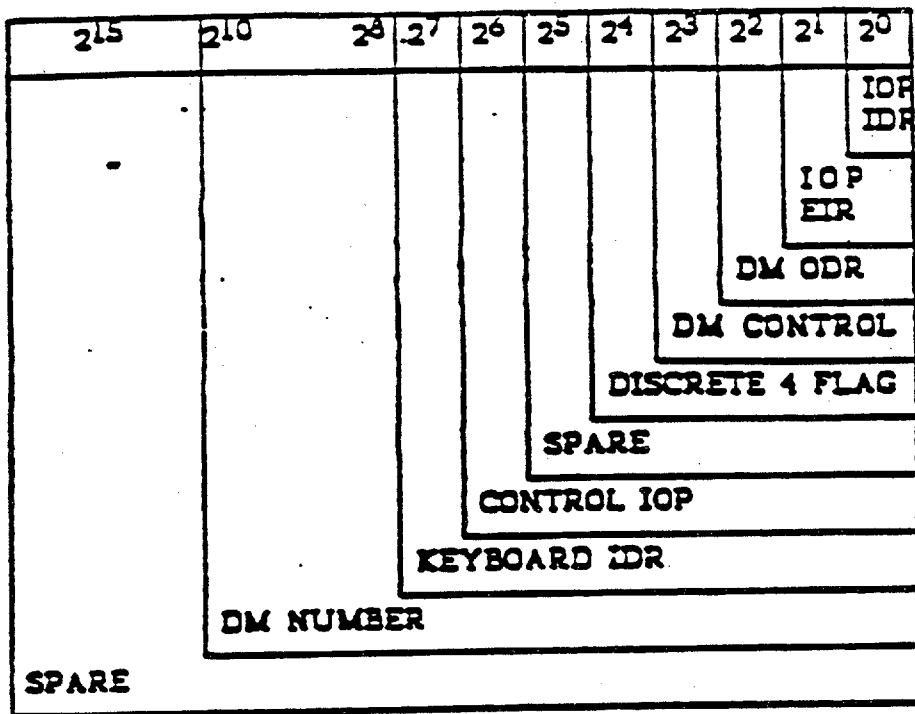 2¹⁵ 2¹⁰ 2⁸ 2⁷ 2⁶ 2⁵ 2⁴ 2³ 2² 2¹ 2⁰
IOP
IDR
IOP
EIR
DM ODR
DM CONTROL
DISCRETE 4 FLAG
SPARE
CONTROL IOP
KEYBOARD IDR
DM NUMBER
SPARE